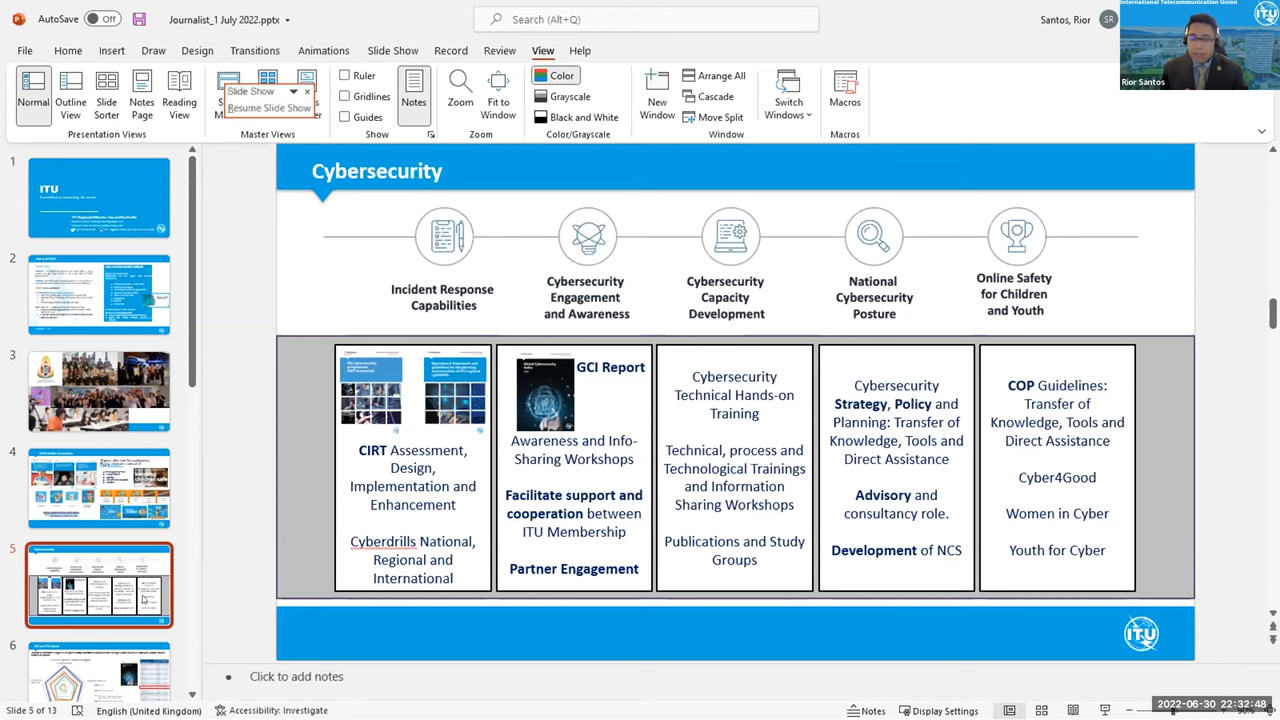 AutoSave Off
Journalist_1 July 2022.pptx
Search (Alt+Q)
Santos, Rior
SR
International Telecommunication Union
Rior Santos
File Home Insert Draw Design Transitions Animations Slide Show Record Review View Help
Normal
Outline View
Slide Sorter
Notes Page
Reading View
Presentation Views
Slide Show
Resume Slide Show
Master Views
Ruler
Gridlines
Guides
Show
Notes
Zoom
Fit to Window
Zoom
Color
Grayscale
Black and White
Color/Grayscale
New Window
Arrange All
Cascade
Move Split
Window
Switch Windows
Macros
Macros
1
ITU
2
3
4
5
6
Cybersecurity
Incident Response
Capabilities
Cybersecurity
Engagement
and Awareness
Cybersecurity
Capacity
Development
National
Cybersecurity
Posture
Online Safety
for Children
and Youth
CIRT Assessment,
Design,
Implementation and
Enhancement
Cyberdrills National,
Regional and
International
GCI Report
Awareness and Info-
Sharing Workshops
Facilitate support and
cooperation between
ITU Membership
Partner Engagement
Cybersecurity
Technical Hands-on
Training
Technical, process and
Technological Trainings
and Information
Sharing Workshops
Publications and Study
Groups
Cybersecurity
Strategy, Policy and
Planning: Transfer of
Knowledge, Tools and
Direct Assistance
Advisory and
consultancy role.
Development of NCS
COP Guidelines:
Transfer of
Knowledge, Tools and
Direct Assistance
Cyber4Good
Women in Cyber
Youth for Cyber
Click to add notes
Slide 5 of 13
English (United Kingdom)
Accessibility: Investigate
Notes
Display Settings
2022-06-30 22:32:48